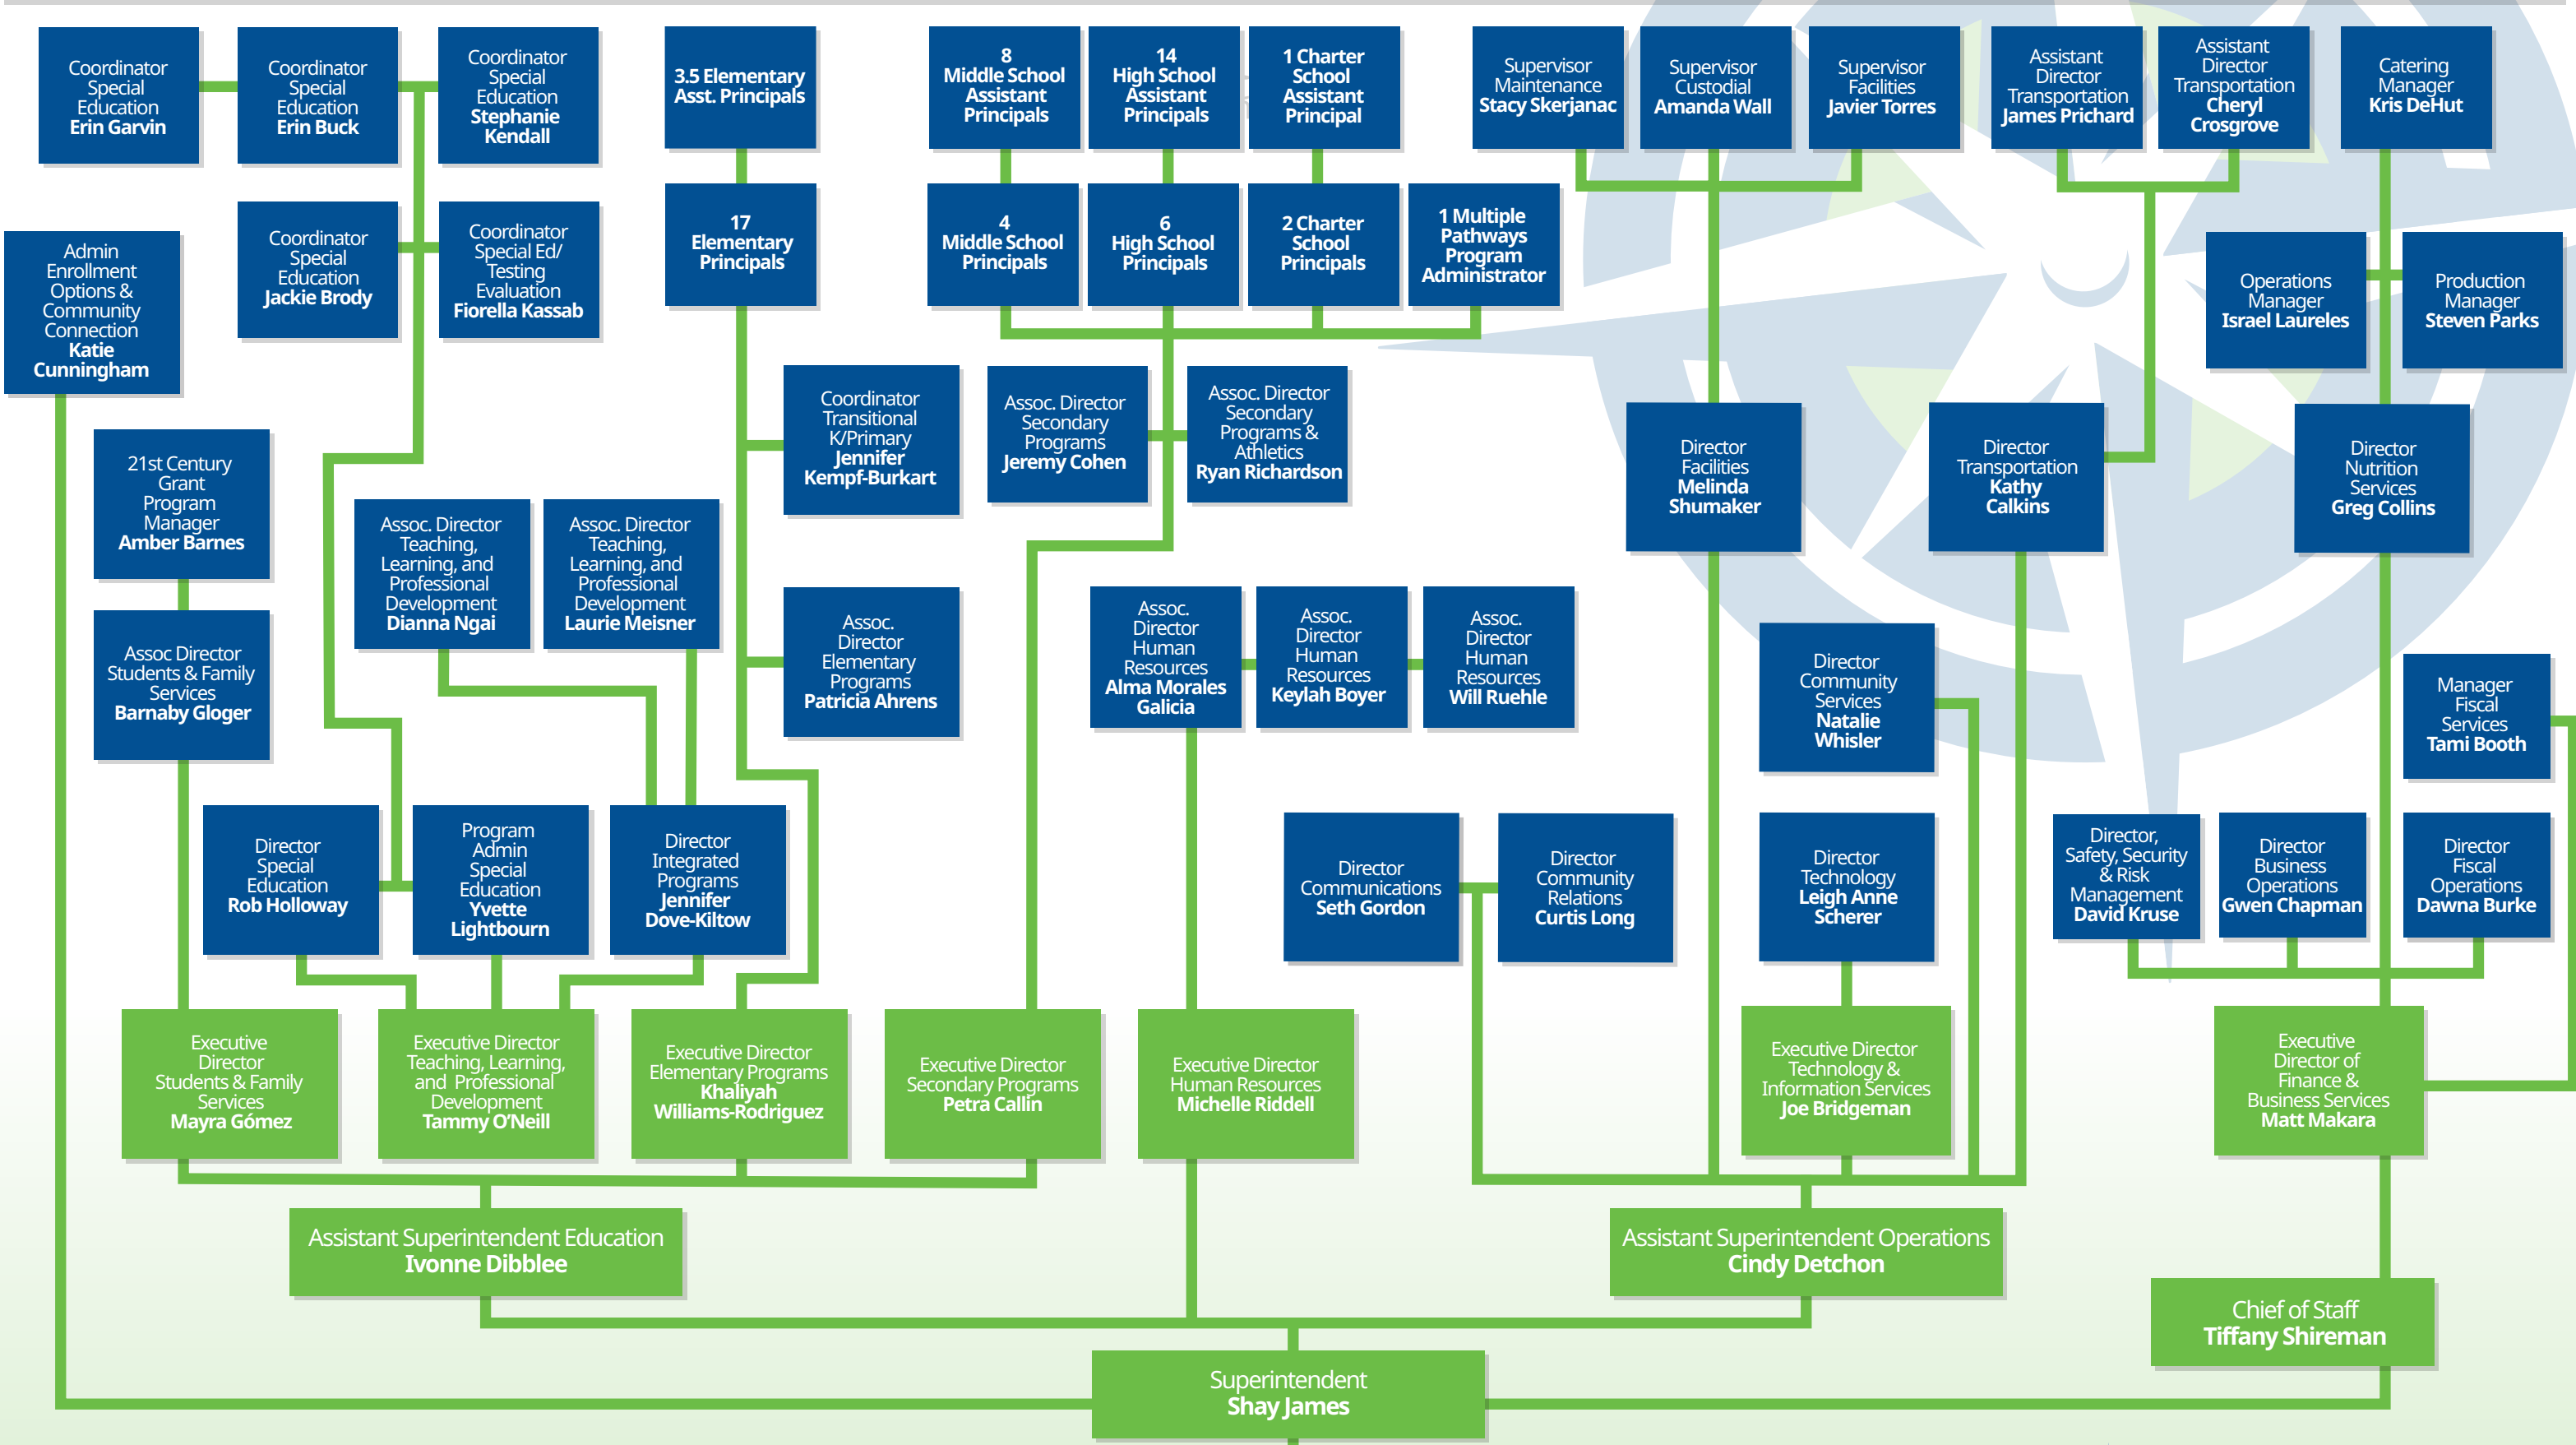 Coordinator
Special
Education
Erin Garvin
Coordinator
Special
Education
Erin Buck
Coordinator
Special
Education
Stephanie
Kendall
3.5 Elementary
Asst. Principals
8
Middle School
Assistant
Principals
14
High School
Assistant
Principals
1 Charter
School
Assistant
Principal
Supervisor
Maintenance
Stacy Skerjanac
Supervisor
Custodial
Amanda Wall
Supervisor
Facilities
Javier Torres
Assistant
Director
Transportation
James Prichard
Assistant
Director
Transportation
Cheryl
Crosgrove
Catering
Manager
Kris DeHut
Admin
Enrollment
Options &
Community
Connection
Katie
Cunningham
Coordinator
Special
Education
Jackie Brody
Coordinator
Special Ed/
Testing
Evaluation
Fiorella Kassab
17
Elementary
Principals
4
Middle School
Principals
6
High School
Principals
2 Charter
School
Principals
1 Multiple
Pathways
Program
Administrator
Operations
Manager
Israel Laureles
Production
Manager
Steven Parks
21st Century
Grant
Program
Manager
Amber Barnes
Coordinator
Transitional
K/Primary
Jennifer
Kempf-Burkart
Assoc. Director
Secondary
Programs
Jeremy Cohen
Assoc. Director
Secondary
Programs &
Athletics
Ryan Richardson
Director
Facilities
Melinda
Shumaker
Director
Transportation
Kathy
Calkins
Director
Nutrition
Services
Greg Collins
Assoc. Director
Teaching,
Learning, and
Professional
Development
Dianna Ngai
Assoc. Director
Teaching,
Learning, and
Professional
Development
Laurie Meisner
Assoc Director
Students & Family
Services
Barnaby Gloger
Assoc.
Director
Elementary
Programs
Patricia Ahrens
Assoc.
Director
Human
Resources
Alma Morales
Galicia
Assoc.
Director
Human
Resources
Keylah Boyer
Assoc.
Director
Human
Resources
Will Ruehle
Director
Community
Services
Natalie
Whisler
Manager
Fiscal
Services
Tami Booth
Director
Special
Education
Rob Holloway
Program
Admin
Special
Education
Yvette
Lightbourn
Director
Integrated
Programs
Jennifer
Dove-Kiltow
Director
Communications
Seth Gordon
Director
Community
Relations
Curtis Long
Director
Technology
Leigh Anne
Scherer
Director,
Safety, Security
& Risk
Management
David Kruse
Director
Business
Operations
Gwen Chapman
Director
Fiscal
Operations
Dawna Burke
Executive
Director
Students & Family
Services
Mayra Gómez
Executive Director
Teaching, Learning,
and Professional
Development
Tammy O'Neill
Executive Director
Elementary Programs
Khaliyah
Williams-Rodriguez
Executive Director
Secondary Programs
Petra Callin
Executive Director
Human Resources
Michelle Riddell
Executive Director
Technology &
Information Services
Joe Bridgeman
Executive
Director of
Finance &
Business Services
Matt Makara
Assistant Superintendent Education
Ivonne Dibblee
Assistant Superintendent Operations
Cindy Detchon
Chief of Staff
Tiffany Shireman
Superintendent
Shay James